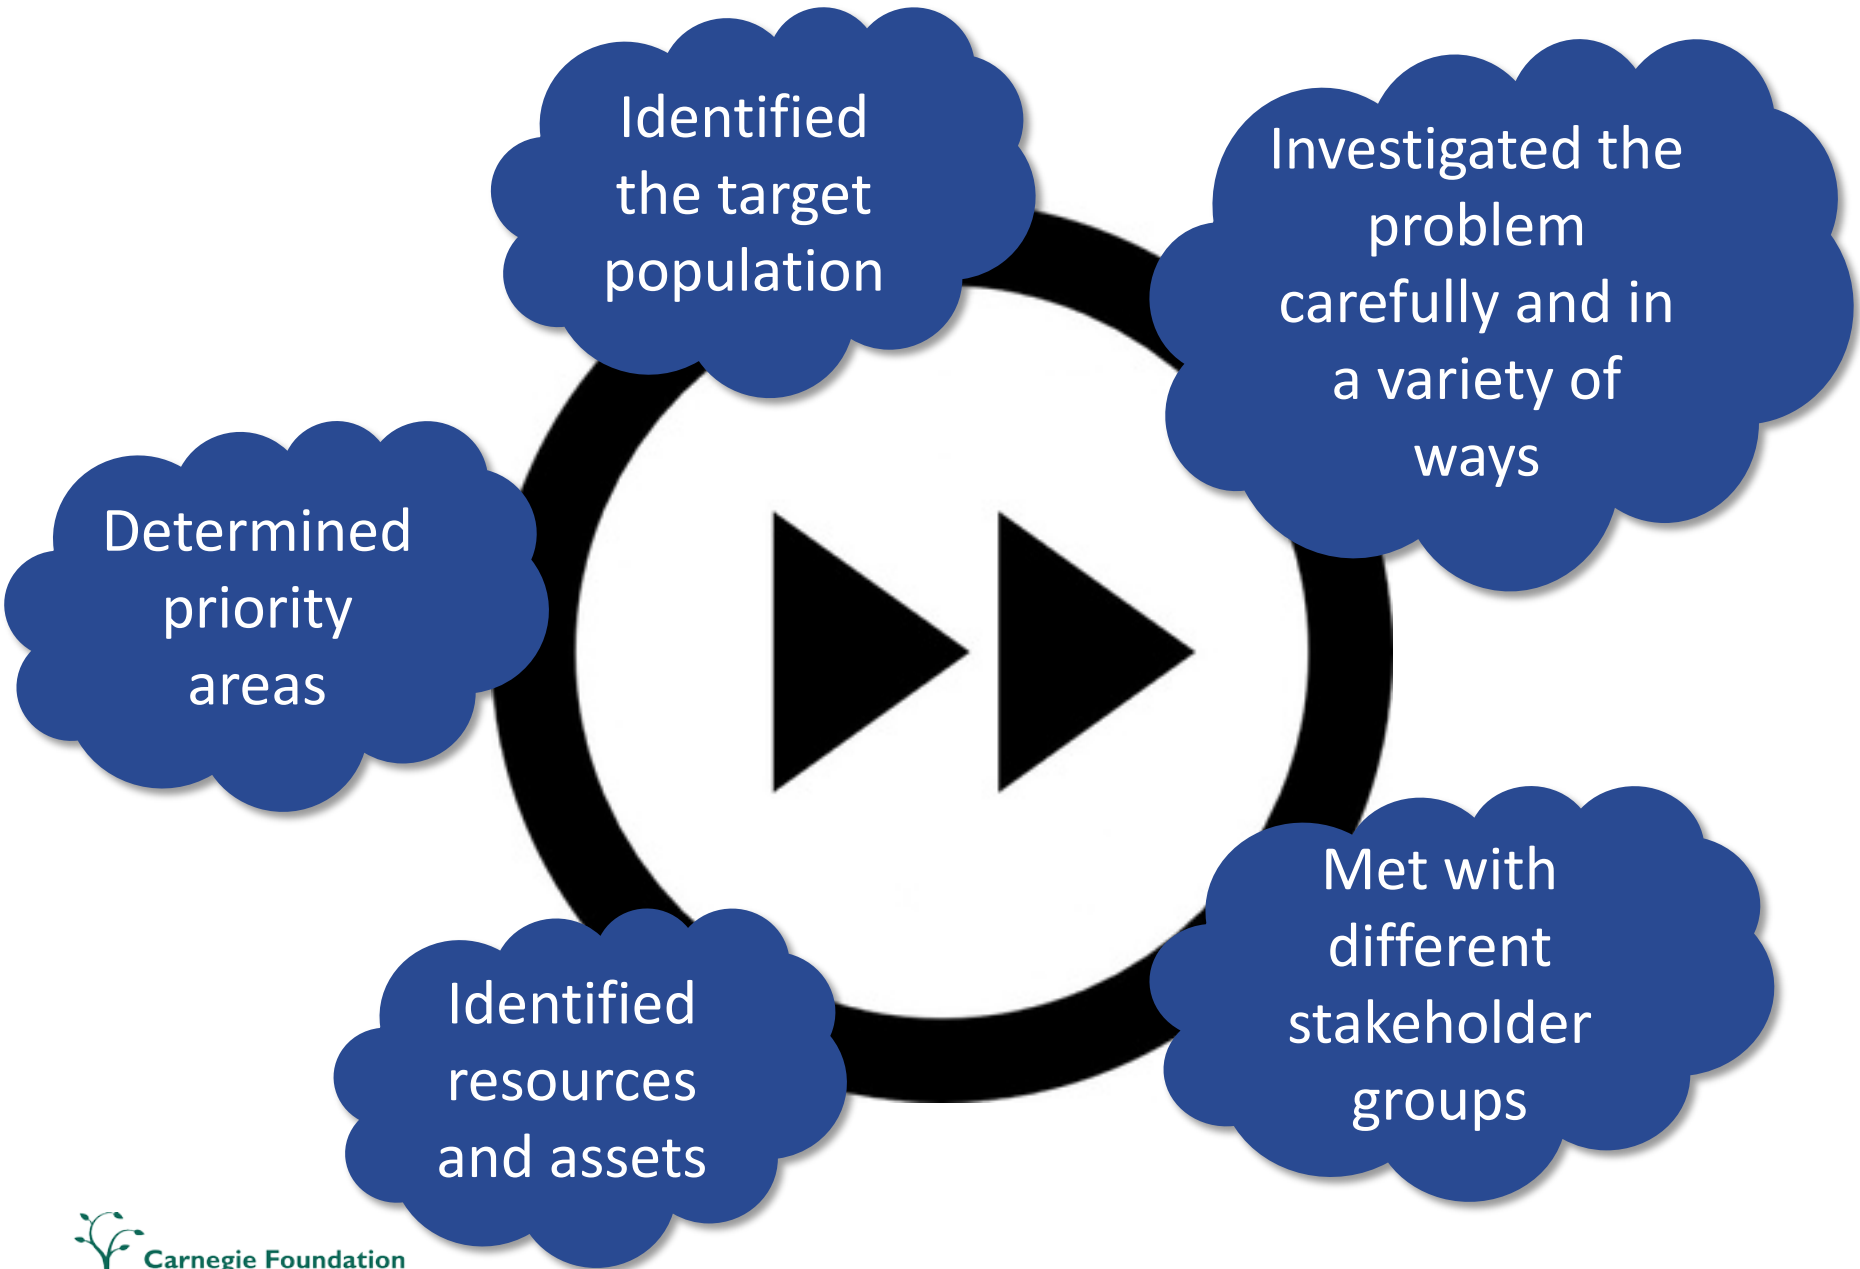 Identified
the target
population
Investigated the
problem
carefully and in
a variety of
ways
Determined
priority
areas
Met with
different
stakeholder
groups
Identified
resources
and assets
Carnegie Foundation